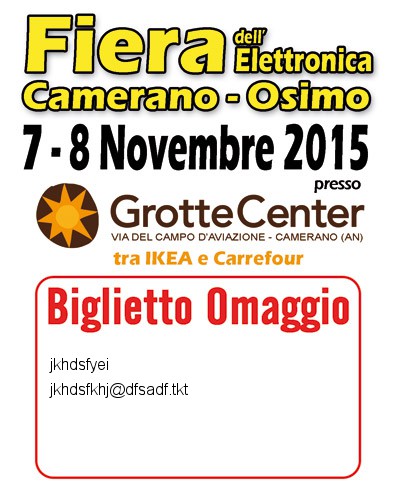 Fiera dell'Elettronica
Camerano - Osimo
7 - 8 Novembre 2015
presso
GrotteCenter
VIA DEL CAMPO D'AVIAZIONE - CAMERANO (AN)
tra IKEA e Carrefour
Biglietto Omaggio
jkhdsfyei
jkhdsfkhj@dfsadf.tkt